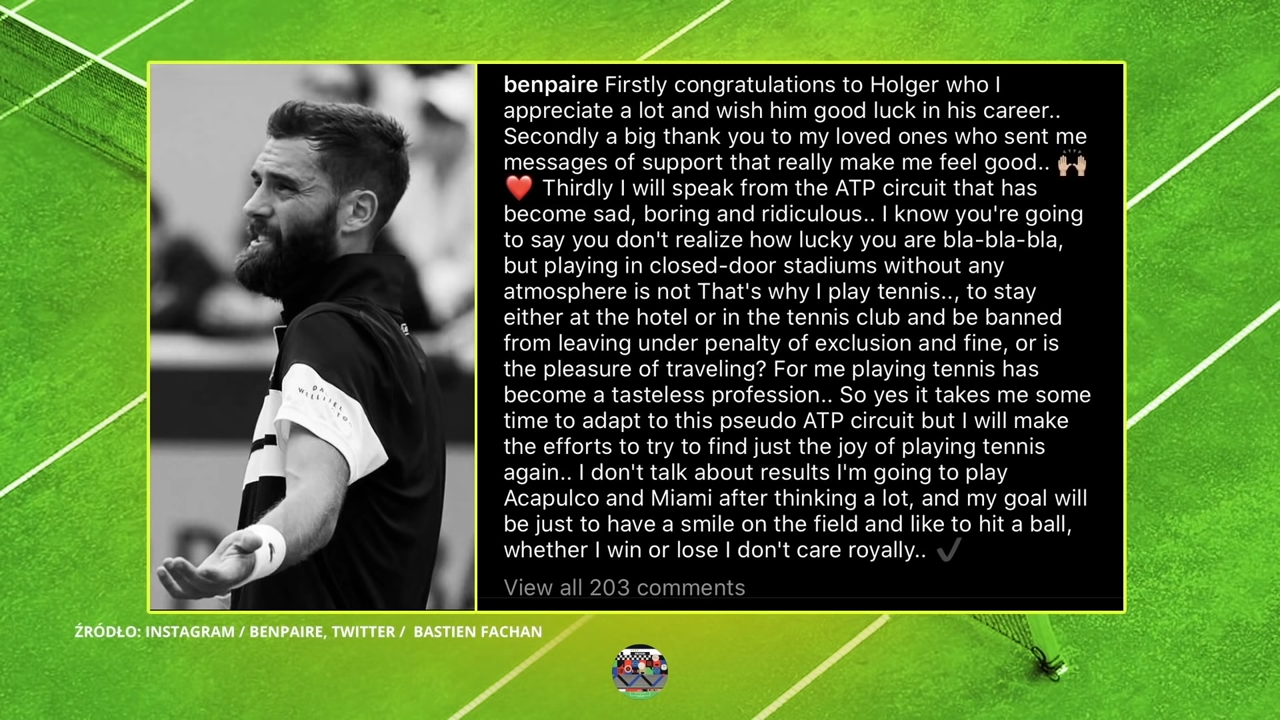 benpaire Firstly congratulations to Holger who I
appreciate a lot and wish him good luck in his career..
Secondly a big thank you to my loved ones who sent me
messages of support that really make me feel good.. 🙌🏼
❤️ Thirdly I will speak from the ATP circuit that has
become sad, boring and ridiculous.. I know you're going
to say you don't realize how lucky you are bla-bla-bla,
but playing in closed-door stadiums without any
atmosphere is not That's why I play tennis.., to stay
either at the hotel or in the tennis club and be banned
from leaving under penalty of exclusion and fine, or is
the pleasure of traveling? For me playing tennis has
become a tasteless profession.. So yes it takes me some
time to adapt to this pseudo ATP circuit but I will make
the efforts to try to find just the joy of playing tennis
again.. I don't talk about results I'm going to play
Acapulco and Miami after thinking a lot, and my goal will
be just to have a smile on the field and like to hit a ball,
whether I win or lose I don't care royally.. ✔️
View all 203 comments
ŹRÓDŁO: INSTAGRAM / BENPAIRE, TWITTER / BASTIEN FACHAN